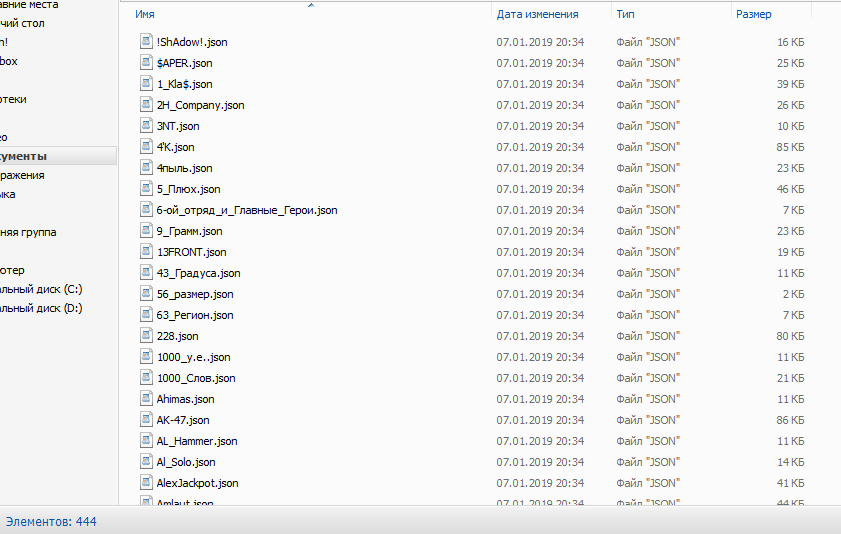 авние места
Имя Дата изменения Тип Размер
чий стол
!ShAdow!.json 07.01.2019 20:34 Файл "JSON" 16 КБ
$APER.json 07.01.2019 20:34 Файл "JSON" 25 КБ
box
1_Kla$.json 07.01.2019 20:34 Файл "JSON" 39 КБ
2H_Company.json 07.01.2019 20:34 Файл "JSON" 26 КБ
отеки
3NT.json 07.01.2019 20:34 Файл "JSON" 10 КБ
ео
4'K.json 07.01.2019 20:34 Файл "JSON" 85 КБ
кументы
4пыль.json 07.01.2019 20:34 Файл "JSON" 23 КБ
бражения
5_Плюх.json 07.01.2019 20:34 Файл "JSON" 46 КБ
ыка
6-ой_отряд_и_Главные_Герои.json 07.01.2019 20:34 Файл "JSON" 7 КБ
9_Грамм.json 07.01.2019 20:34 Файл "JSON" 23 КБ
няя группа
13FRONT.json 07.01.2019 20:34 Файл "JSON" 19 КБ
ютер
43_Градуса.json 07.01.2019 20:34 Файл "JSON" 11 КБ
альный диск (C:)
56_размер.json 07.01.2019 20:34 Файл "JSON" 2 КБ
альный диск (D:)
63_Регион.json 07.01.2019 20:34 Файл "JSON" 7 КБ
228.json 07.01.2019 20:34 Файл "JSON" 80 КБ
1000_у.е..json 07.01.2019 20:34 Файл "JSON" 11 КБ
1000_Слов.json 07.01.2019 20:34 Файл "JSON" 21 КБ
Ahimas.json 07.01.2019 20:34 Файл "JSON" 11 КБ
AK-47.json 07.01.2019 20:34 Файл "JSON" 86 КБ
AL_Hammer.json 07.01.2019 20:34 Файл "JSON" 11 КБ
Al_Solo.json 07.01.2019 20:34 Файл "JSON" 14 КБ
AlexJackpot.json 07.01.2019 20:34 Файл "JSON" 41 КБ
Amlaut.json 07.01.2019 20:34 Файл "JSON" 44 КБ
Элементов: 444